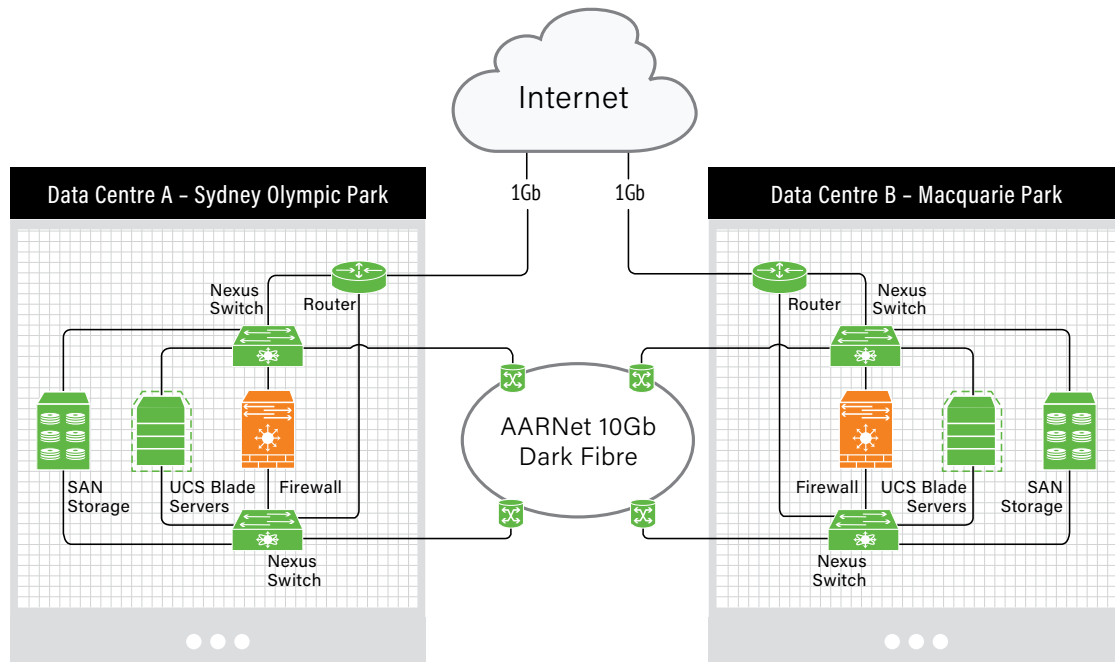 Internet
1Gb
1Gb
Data Centre A – Sydney Olympic Park
Data Centre B – Macquarie Park
Nexus
Switch
Router
SAN
Storage
UCS Blade
Servers
Firewall
Nexus
Switch
AARNet 10Gb
Dark Fibre
Router
Nexus
Switch
Firewall
UCS Blade
Servers
SAN
Storage
Nexus
Switch